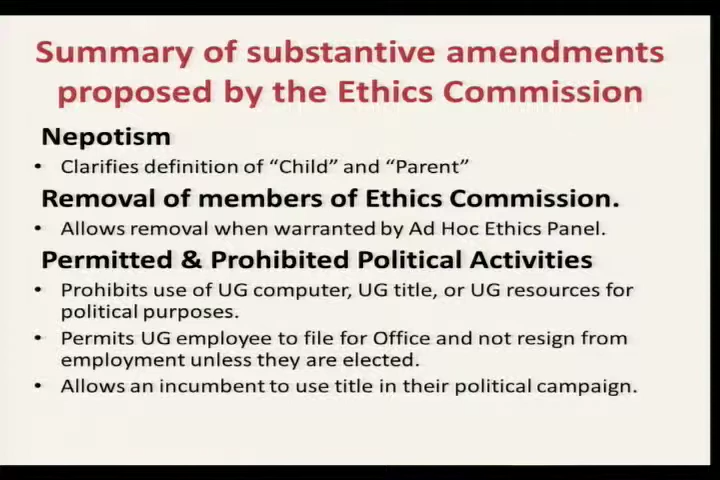 Summary of substantive amendments
proposed by the Ethics Commission
Nepotism
• Clarifies definition of “Child” and “Parent”
Removal of members of Ethics Commission.
• Allows removal when warranted by Ad Hoc Ethics Panel.
Permitted & Prohibited Political Activities
• Prohibits use of UG computer, UG title, or UG resources for
political purposes.
• Permits UG employee to file for Office and not resign from
employment unless they are elected.
• Allows an incumbent to use title in their political campaign.